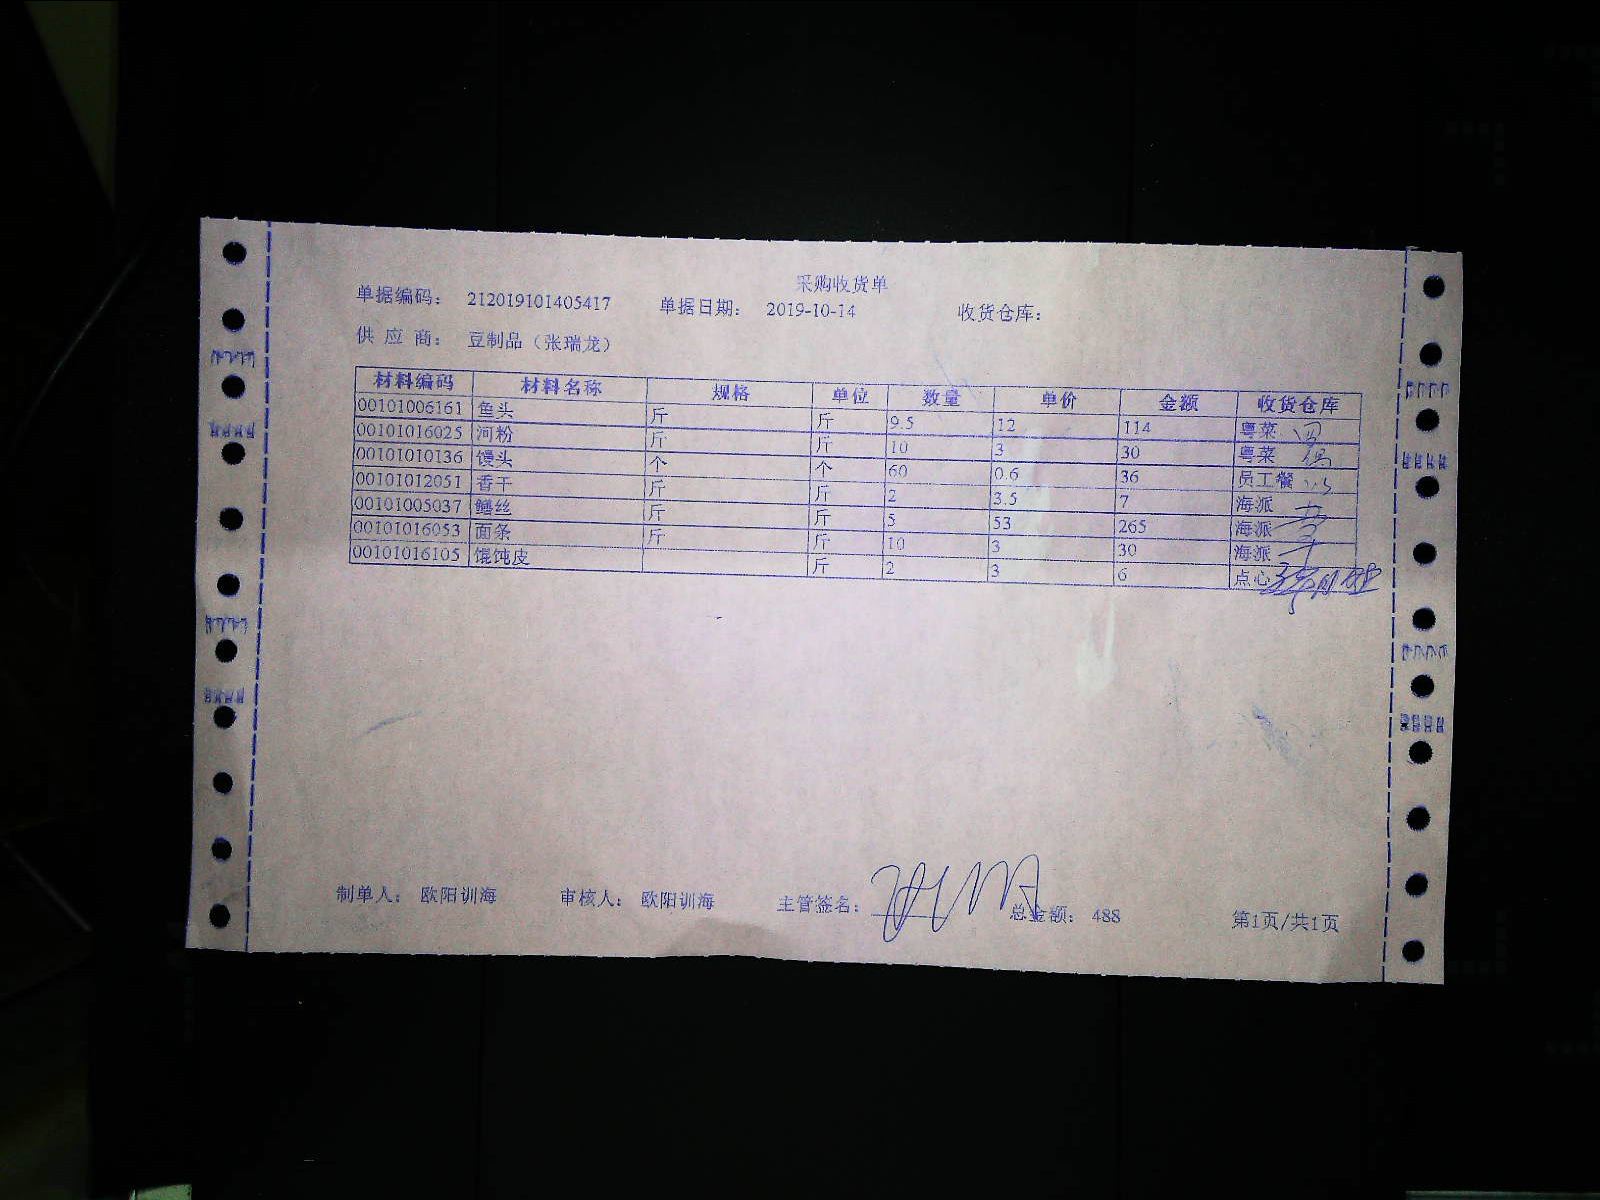 采购收货单
单据编码： 212019101405417 单据日期： 2019-10-14 收货仓库：
供 应 商： 豆制品（张瑞龙）
材料编码 材料名称 规格 单位 数量 单价 金额 收货仓库
00101006161 鱼头 斤 斤 9.5 12 114 粤菜
00101016025 河粉 斤 斤 10 3 30 粤菜
00101010136 馒头 个 个 60 0.6 36 员工餐
00101012051 香干 斤 斤 2 3.5 7 海派
00101005037 鳝丝 斤 斤 5 53 265 海派
00101016053 面条 斤 斤 10 3 30 海派
00101016105 馄饨皮 斤 2 3 6 点心
制单人： 欧阳训海 审核人： 欧阳训海 主管签名： 总金额： 488 第1页/共1页